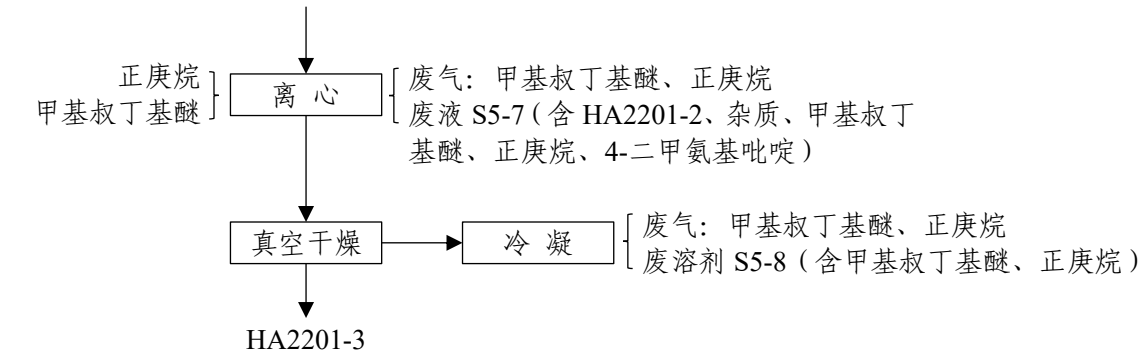 正庚烷
甲基叔丁基醚
离 心
废气：甲基叔丁基醚、正庚烷
废液 S5-7（含 HA2201-2、杂质、甲基叔丁
基醚、正庚烷、4-二甲氨基吡啶）
真空干燥
冷 凝
废气：甲基叔丁基醚、正庚烷
废溶剂 S5-8（含甲基叔丁基醚、正庚烷）
HA2201-3